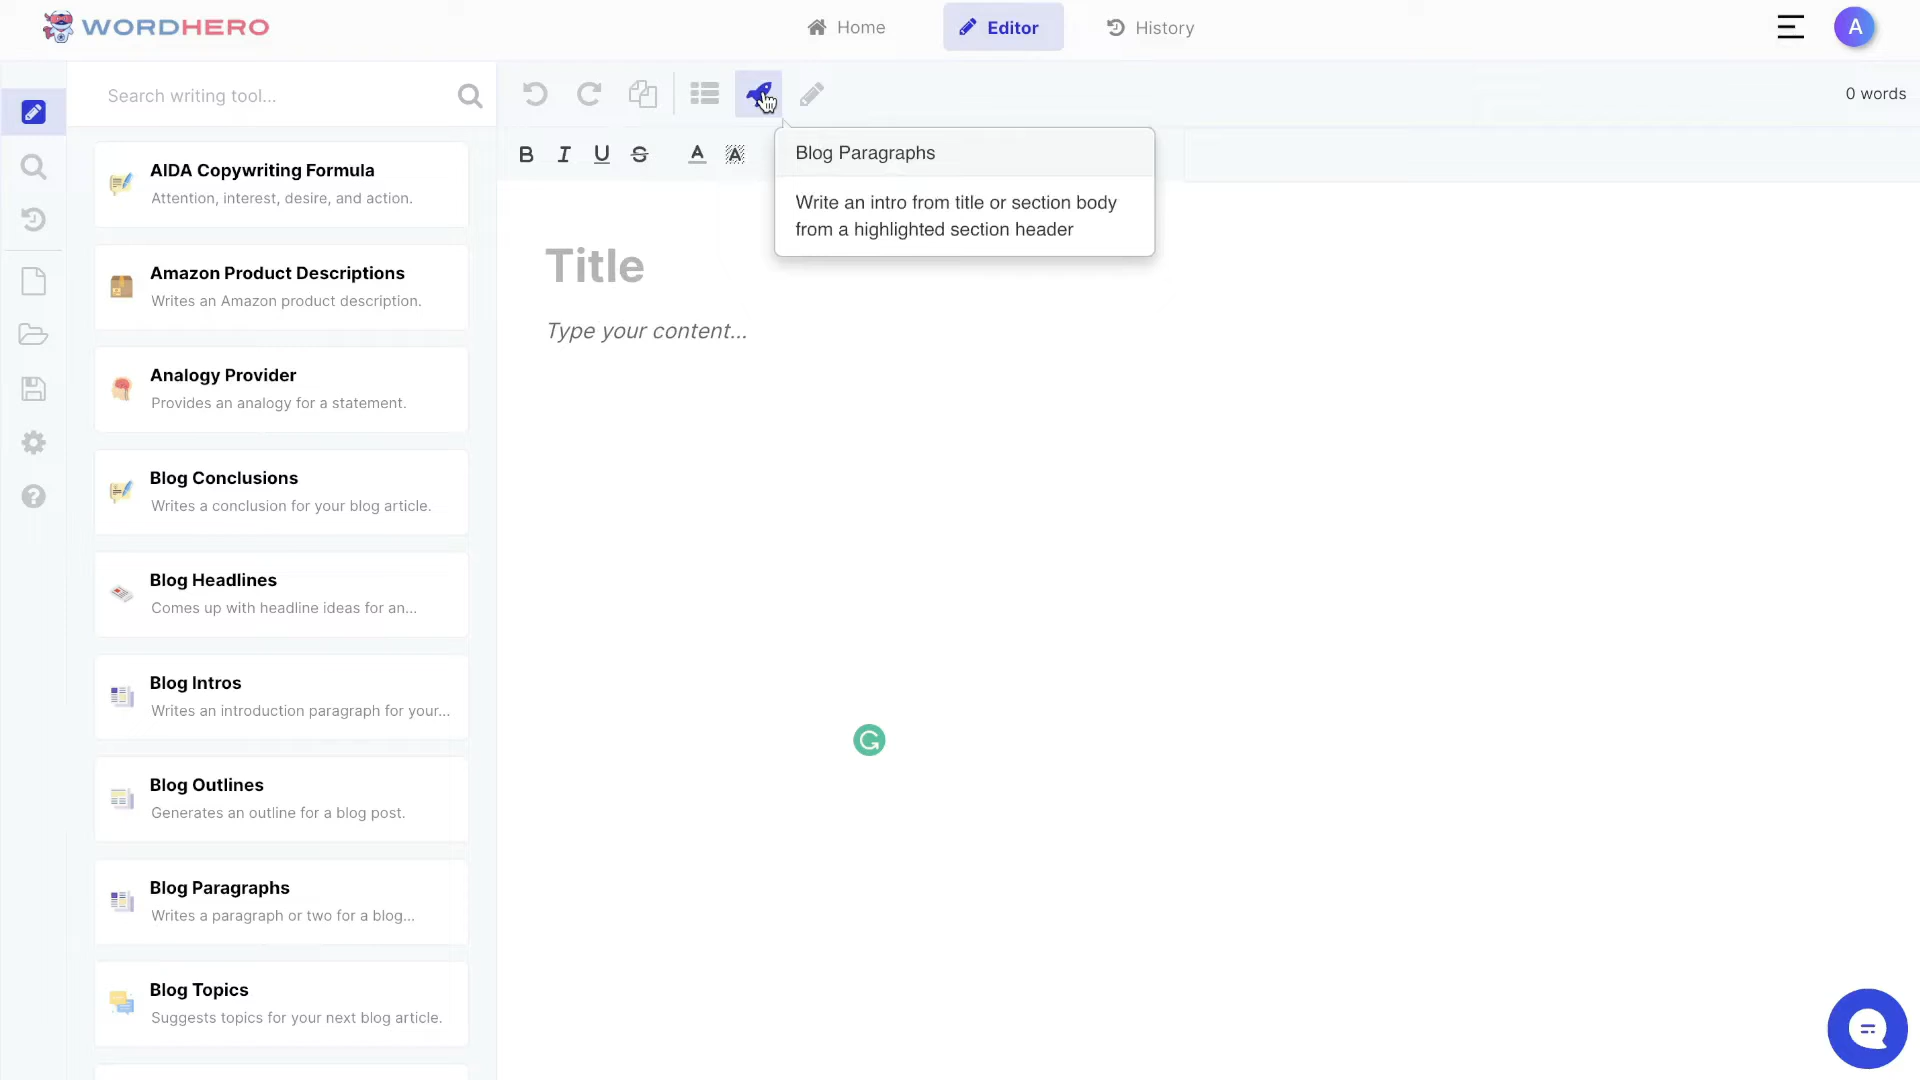 WORDHERO
Home
Editor
History
A
Search writing tool...
0 words
B I U S A A
Blog Paragraphs
Write an intro from title or section body
from a highlighted section header
Title
Type your content...
AIDA Copywriting Formula
Attention, interest, desire, and action.
Amazon Product Descriptions
Writes an Amazon product description.
Analogy Provider
Provides an analogy for a statement.
Blog Conclusions
Writes a conclusion for your blog article.
Blog Headlines
Comes up with headline ideas for an...
Blog Intros
Writes an introduction paragraph for your...
Blog Outlines
Generates an outline for a blog post.
Blog Paragraphs
Writes a paragraph or two for a blog...
Blog Topics
Suggests topics for your next blog article.